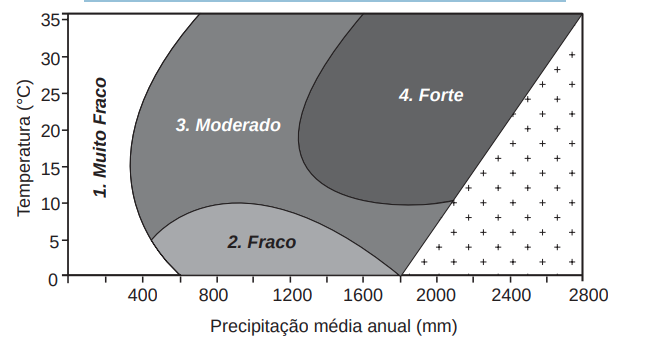 Temperatura (°C)
35
30
25
20
15
10
5
0
1. Muito Fraco
3. Moderado
4. Forte
2. Fraco
400 800 1200 1600 2000 2400 2800
Precipitação média anual (mm)